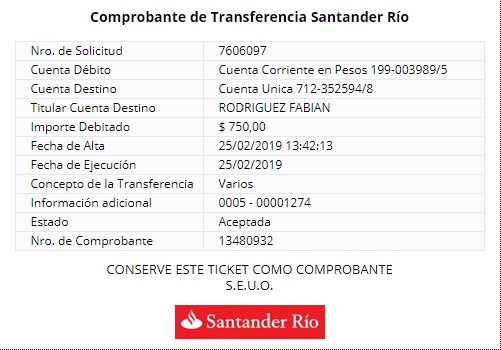 Comprobante de Transferencia Santander Río
Nro. de Solicitud 7606097
Cuenta Débito Cuenta Corriente en Pesos 199-003989/5
Cuenta Destino Cuenta Unica 712-352594/8
Titular Cuenta Destino RODRIGUEZ FABIAN
Importe Debitado $ 750,00
Fecha de Alta 25/02/2019 13:42:13
Fecha de Ejecución 25/02/2019
Concepto de la Transferencia Varios
Información adicional 0005 - 00001274
Estado Aceptada
Nro. de Comprobante 13480932
CONSERVE ESTE TICKET COMO COMPROBANTE
S.E.U.O.
Santander Río